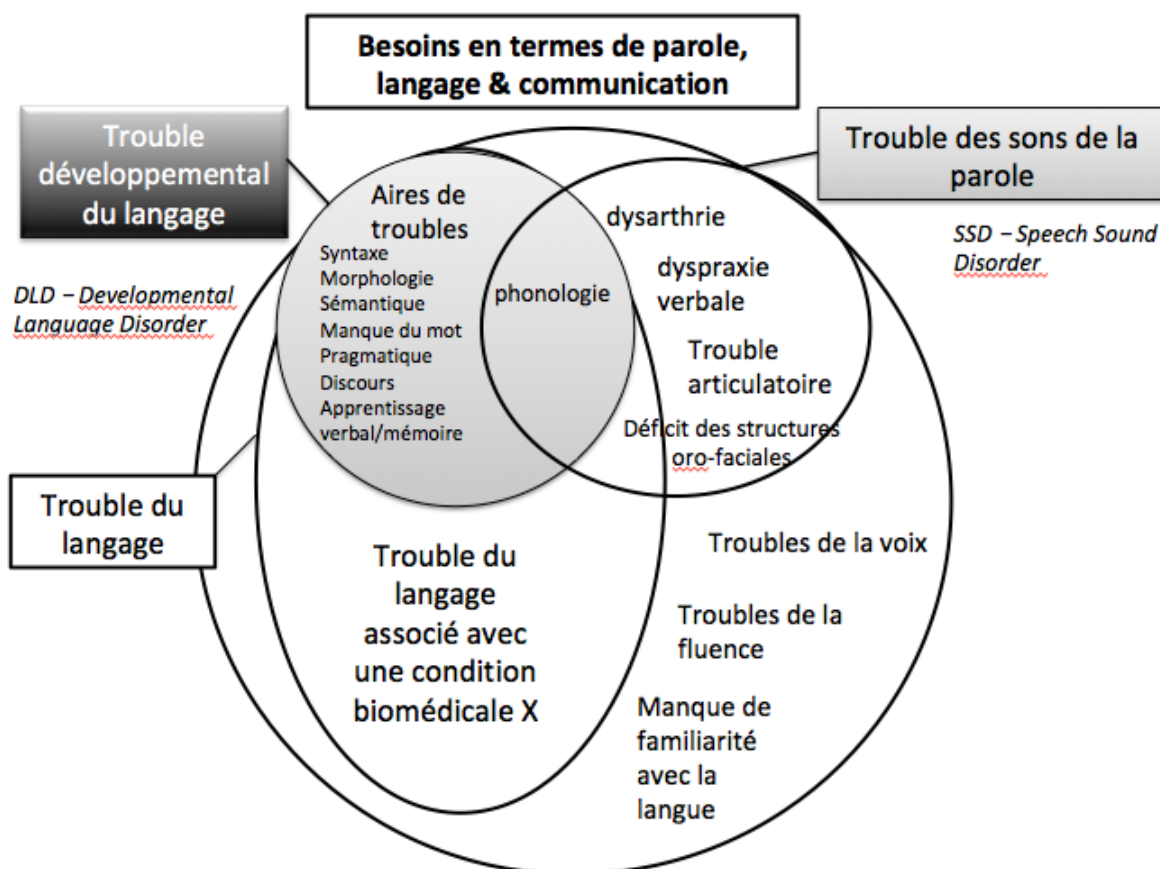 Besoins en termes de parole,
langage & communication
Trouble
développemental
du langage
DLD – Developmental
Language Disorder
Trouble des sons de la
parole
SSD – Speech Sound
Disorder
Aires de
troubles
Syntaxe
Morphologie
Sémantique
Manque du mot
Pragmatique
Discours
Apprentissage
verbal/mémoire
phonologie
dysarthrie
dyspraxie
verbale
Trouble
articulatoire
Déficit des structures
oro-faciales
Trouble du
langage
Trouble du
langage
associé avec
une condition
biomédicale X
Troubles de la voix
Troubles de la
fluence
Manque de
familiarité
avec la
langue